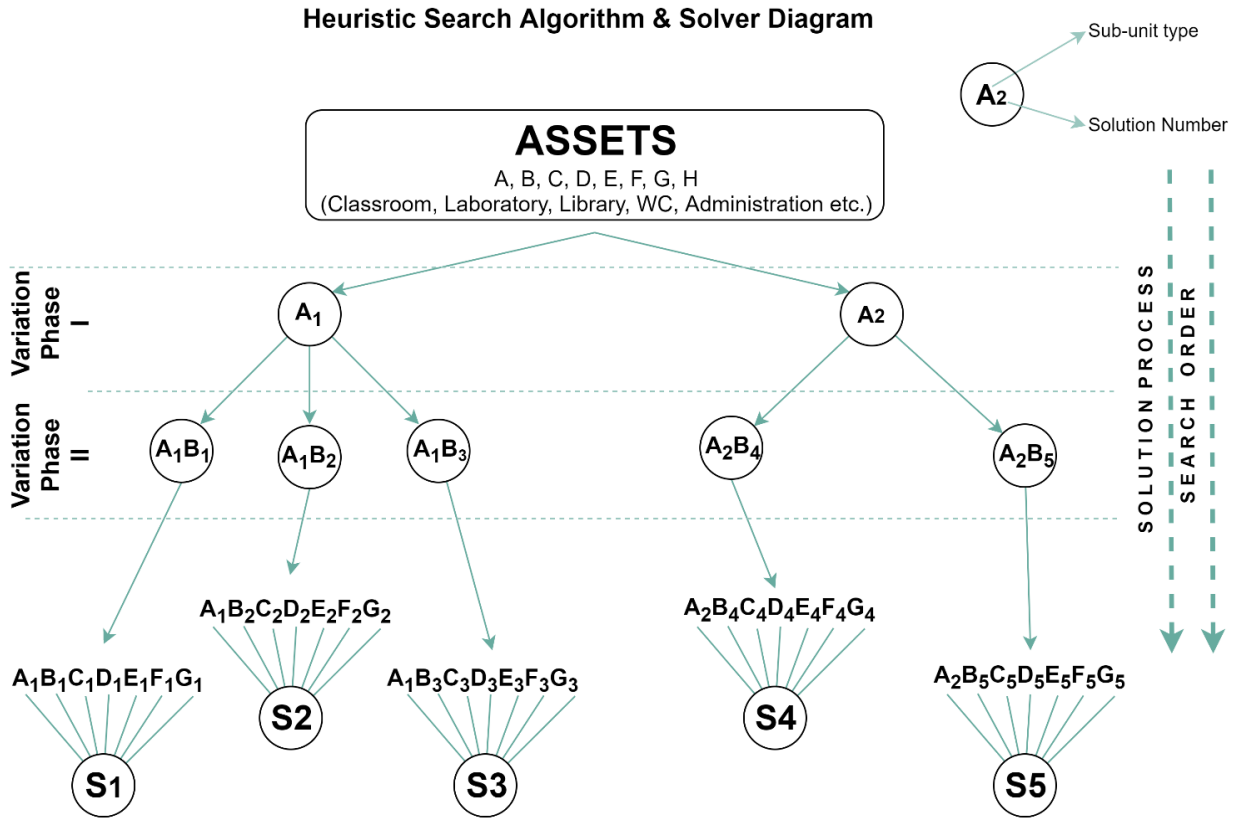 Heuristic Search Algorithm & Solver Diagram
Sub-unit type
A2
Solution Number
ASSETS
A, B, C, D, E, F, G, H
(Classroom, Laboratory, Library, WC, Administration etc.)
Variation
Phase
I
A₁
A2
Variation
Phase
II
A₁B₁
A₁B₂
A₁B₃
A₂B₄
A₂B₅
SOLUTION PROCESS
SEARCH ORDER
A₁B₂C₂D₂E₂F₂G₂
A₂B₄C₄D₄E₄F₄G₄
A₁B₁C₁D₁E₁F₁G₁
A₁B₃C₃D₃E₃F₃G₃
A₂B₅C₅D₅E₅F₅G₅
S2
S4
S1
S3
S5